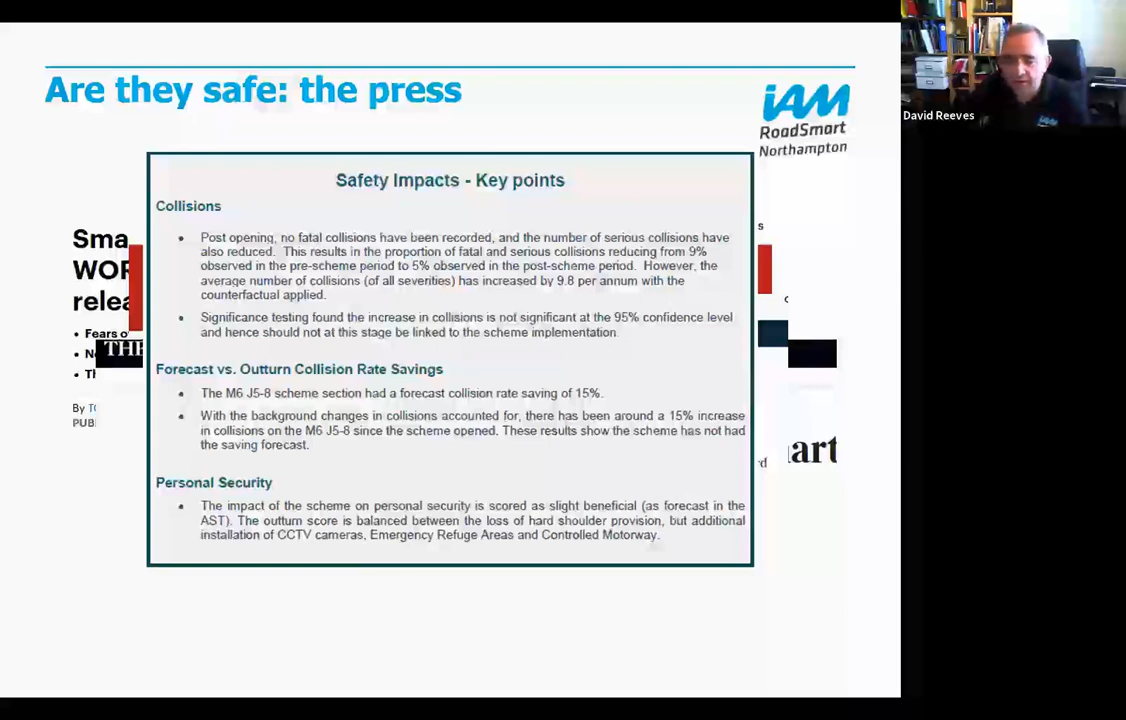 Are they safe: the press
iAM
RoadSmart
Northampton
David Reeves
iAM
Safety Impacts - Key points
Collisions
• Post opening, no fatal collisions have been recorded, and the number of serious collisions have
also reduced. This results in the proportion of fatal and serious collisions reducing from 9%
observed in the pre-scheme period to 5% observed in the post-scheme period. However, the
average number of collisions (of all severities) has increased by 9.8 per annum with the
counterfactual applied.
• Significance testing found the increase in collisions is not significant at the 95% confidence level
and hence should not at this stage be linked to the scheme implementation.
Forecast vs. Outturn Collision Rate Savings
• The M6 J5-8 scheme section had a forecast collision rate saving of 15%.
• With the background changes in collisions accounted for, there has been around a 15% increase
in collisions on the M6 J5-8 since the scheme opened. These results show the scheme has not had
the saving forecast.
Personal Security
• The impact of the scheme on personal security is scored as slight beneficial (as forecast in the
AST). The outturn score is balanced between the loss of hard shoulder provision, but additional
installation of CCTV cameras, Emergency Refuge Areas and Controlled Motorway.
Sma
WOR
relea
• Fears o
• N
• Th
THE
By TO
PUB
s
rd
art